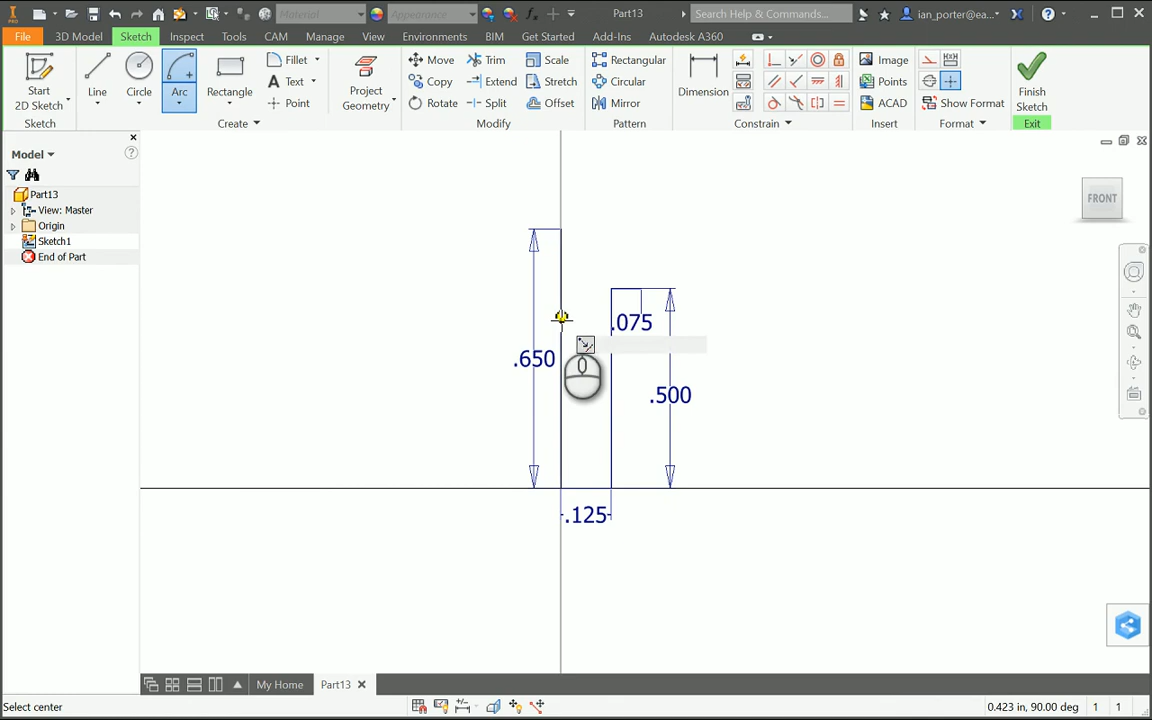 PRO
Material
Appearance
fx
Part13
Search Help & Commands...
ian_porter@ea...
File
3D Model
Sketch
Inspect
Tools
CAM
Manage
View
Environments
BIM
Get Started
Add-Ins
Autodesk A360
Start
2D Sketch
Line
Circle
Arc
Rectangle
Fillet
Text
Point
Project
Geometry
Move
Copy
Rotate
Trim
Extend
Split
Scale
Stretch
Offset
Rectangular
Circular
Mirror
Dimension
Image
Points
ACAD
Show Format
Finish
Sketch
Sketch
Create
Modify
Pattern
Constrain
Insert
Format
Exit
Model
Part13
View: Master
Origin
Sketch1
End of Part
FRONT
.650
.075
.500
.125
My Home
Part13
Select center
0.423 in, 90.00 deg
1
1